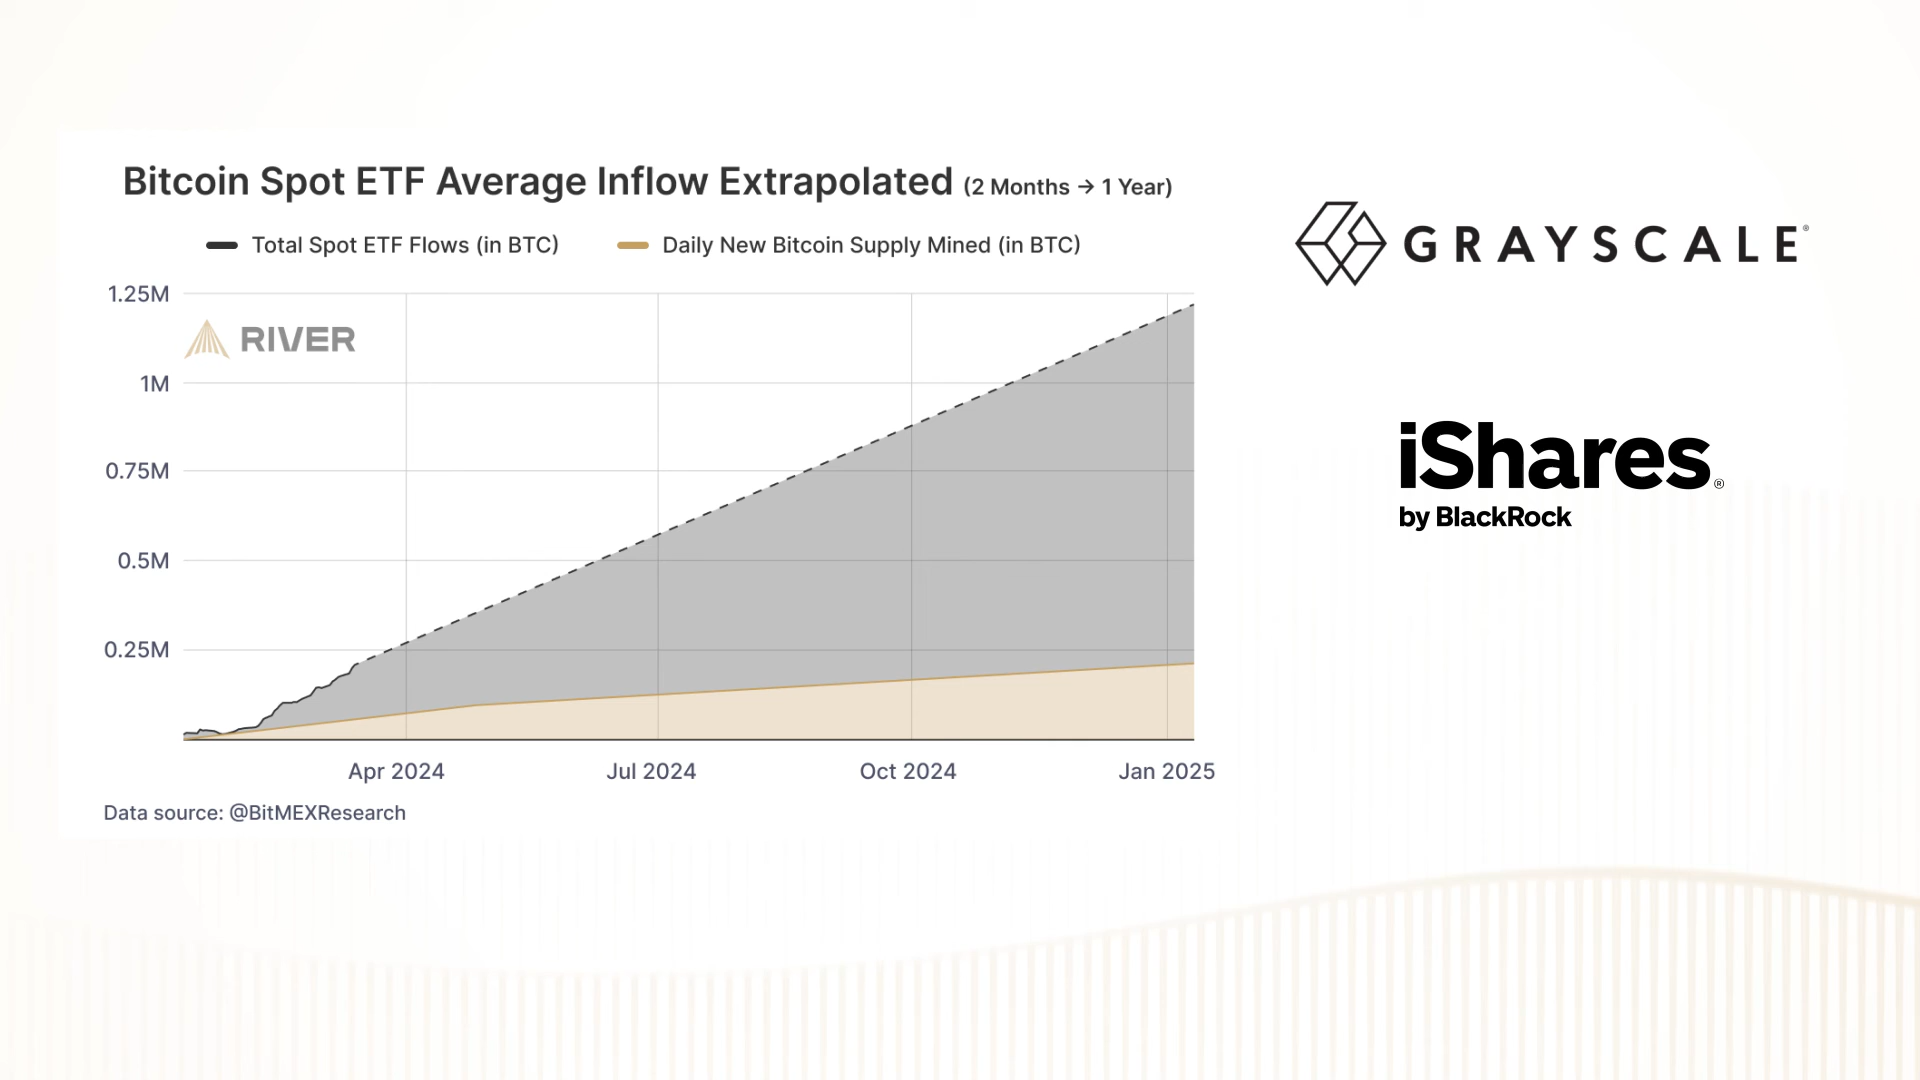 Bitcoin Spot ETF Average Inflow Extrapolated (2 Months → 1 Year)
Total Spot ETF Flows (in BTC) Daily New Bitcoin Supply Mined (in BTC)
1.25M
RIVER
1M
0.75M
0.5M
0.25M
Apr 2024 Jul 2024 Oct 2024 Jan 2025
Data source: @BitMEXResearch
GRAYSCALE®
iShares®
by BlackRock